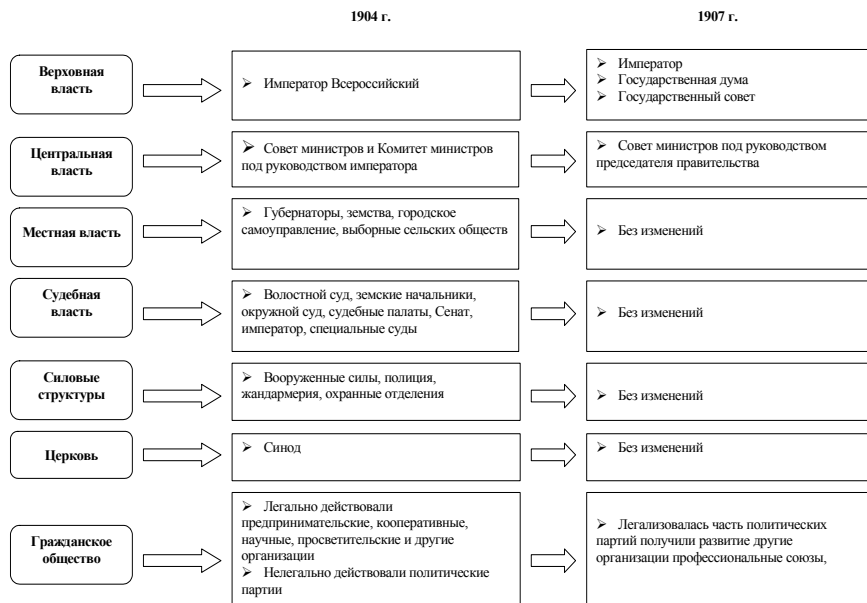 1904 г.
1907 г.
Верховная
власть
➢ Император Всероссийский
➢ Император
➢ Государственная дума
➢ Государственный совет
Центральная
власть
➢ Совет министров и Комитет министров
под руководством императора
➢ Совет министров под руководством
председателя правительства
Местная власть
➢ Губернаторы, земства, городское
самоуправление, выборные сельских обществ
➢ Без изменений
Судебная
власть
➢ Волостной суд, земские начальники,
окружной суд, судебные палаты, Сенат,
император, специальные суды
➢ Без изменений
Силовые
структуры
➢ Вооруженные силы, полиция,
жандармерия, охранные отделения
➢ Без изменений
Церковь
➢ Синод
➢ Без изменений
Гражданское
общество
➢ Легально действовали
предпринимательские, кооперативные,
научные, просветительские и другие
организации
➢ Нелегально действовали политические
партии
➢ Легализовалась часть политических
партий получили развитие другие
организации профессиональные союзы,